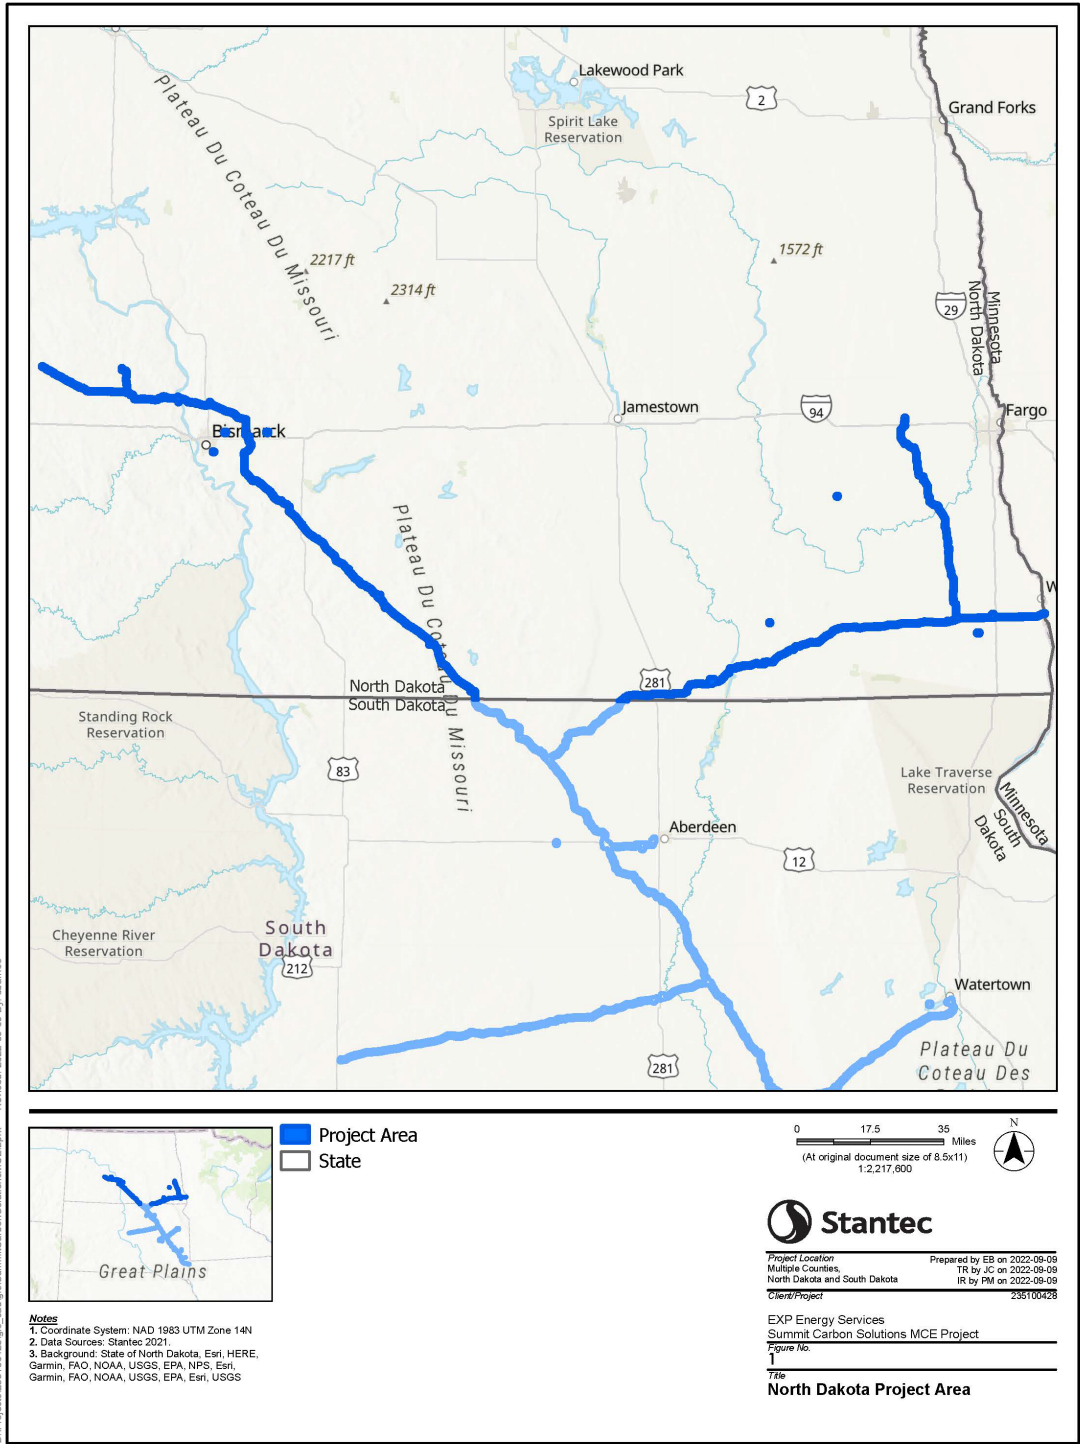 Lakewood Park
2
Grand Forks
Spirit Lake
Reservation
Plateau Du Coteau Du Missouri
2217 ft
2314 ft
1572 ft
29
Minnesota
North Dakota
Jamestown
94
Fargo
Bismarck
Plateau Du Coteau Du Missouri
W
281
North Dakota
South Dakota
Standing Rock
Reservation
83
Lake Traverse
Reservation
Minnesota
South
Dakota
Aberdeen
12
South
Dakota
Cheyenne River
Reservation
212
Watertown
281
Plateau Du
Coteau Des
Project Area
State
0 17.5 35
Miles
(At original document size of 8.5x11)
1:2,217,600
N
Great Plains
Stantec
Project Location
Multiple Counties,
North Dakota and South Dakota
Prepared by EB on 2022-09-09
TR by JC on 2022-09-09
IR by PM on 2022-09-09
Client/Project 235100428
EXP Energy Services
Summit Carbon Solutions MCE Project
Figure No.
1
Title
North Dakota Project Area
Notes
1. Coordinate System: NAD 1983 UTM Zone 14N
2. Data Sources: Stantec 2021.
3. Background: State of North Dakota, Esri, HERE,
Garmin, FAO, NOAA, USGS, EPA, NPS, Esri,
Garmin, FAO, NOAA, USGS, EPA, Esri, USGS